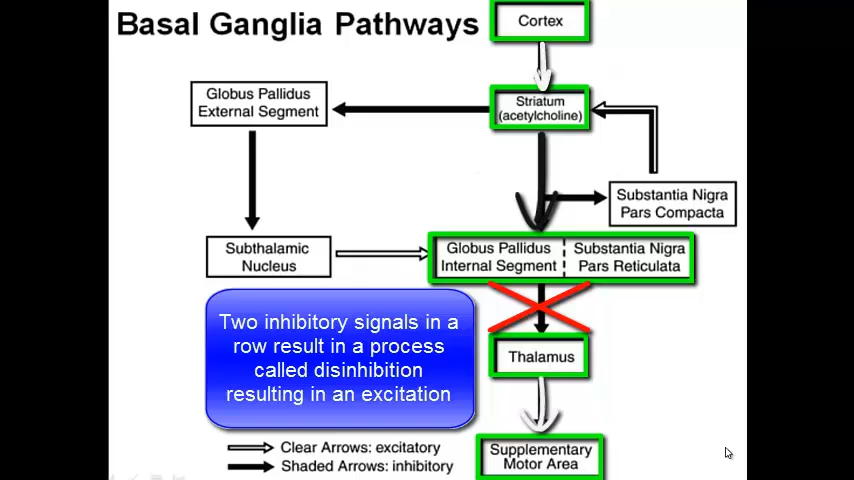 Basal Ganglia Pathways
Cortex
Globus Pallidus
External Segment
Striatum
(acetylcholine)
Substantia Nigra
Pars Compacta
Subthalamic
Nucleus
Globus Pallidus
Internal Segment
Substantia Nigra
Pars Reticulata
Two inhibitory signals in a
row result in a process
called disinhibition
resulting in an excitation
Thalamus
Clear Arrows: excitatory
Shaded Arrows: inhibitory
Supplementary
Motor Area